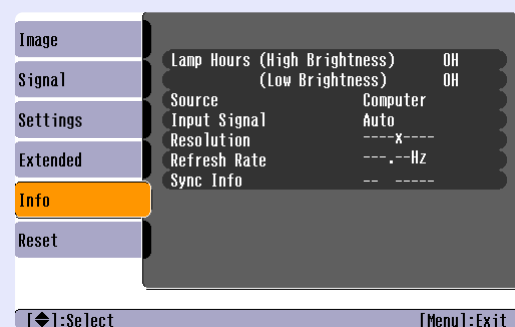 Image
Signal
Settings
Extended
Info
Reset
Lamp Hours (High Brightness) 0H
(Low Brightness) 0H
Source Computer
Input Signal Auto
Resolution ----x----
Refresh Rate ---.--Hz
Sync Info -- -----
[◆]:Select [Menu]:Exit